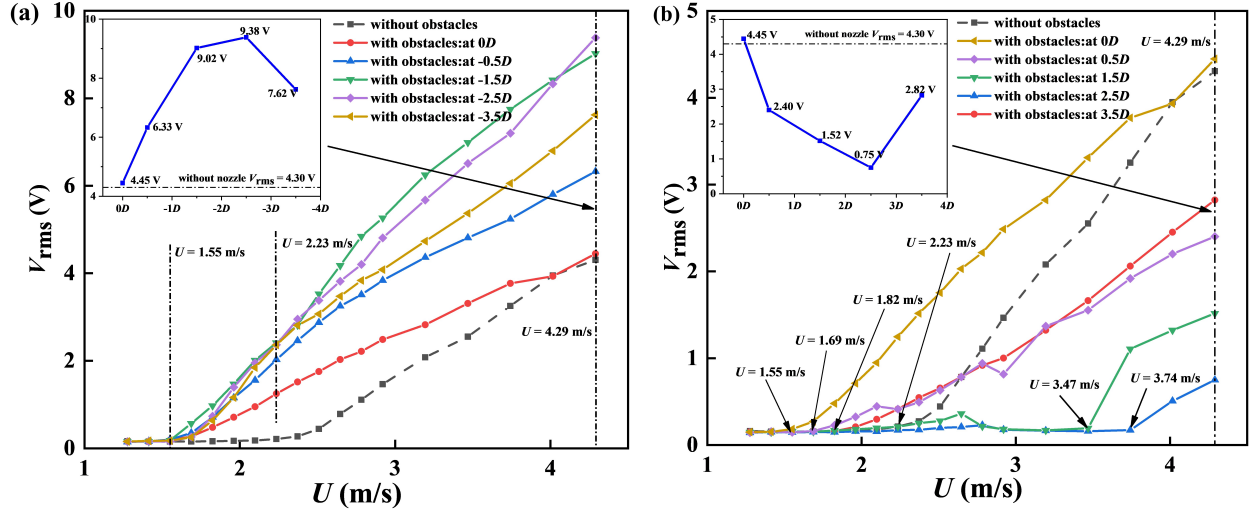 (a)
10
8
6
4
2
0
Vrms (V)
1
2
3
4
U (m/s)
without obstacles
with obstacles:at 0D
with obstacles:at -0.5D
with obstacles:at -1.5D
with obstacles:at -2.5D
with obstacles:at -3.5D
U = 1.55 m/s
U = 2.23 m/s
U = 4.29 m/s
10
8
6
4
0D
-1D
-2D
-3D
-4D
4.45 V
6.33 V
9.02 V
9.38 V
7.62 V
without nozzle Vrms = 4.30 V
(b)
5
4
3
2
1
0
Vrms (V)
1
2
3
4
U (m/s)
without obstacles
with obstacles:at 0D
with obstacles:at 0.5D
with obstacles:at 1.5D
with obstacles:at 2.5D
with obstacles:at 3.5D
U = 4.29 m/s
U = 2.23 m/s
U = 1.82 m/s
U = 1.69 m/s
U = 1.55 m/s
U = 3.47 m/s
U = 3.74 m/s
5
4
3
2
1
0
0D
1D
2D
3D
4D
4.45 V
without nozzle Vrms = 4.30 V
2.40 V
1.52 V
0.75 V
2.82 V